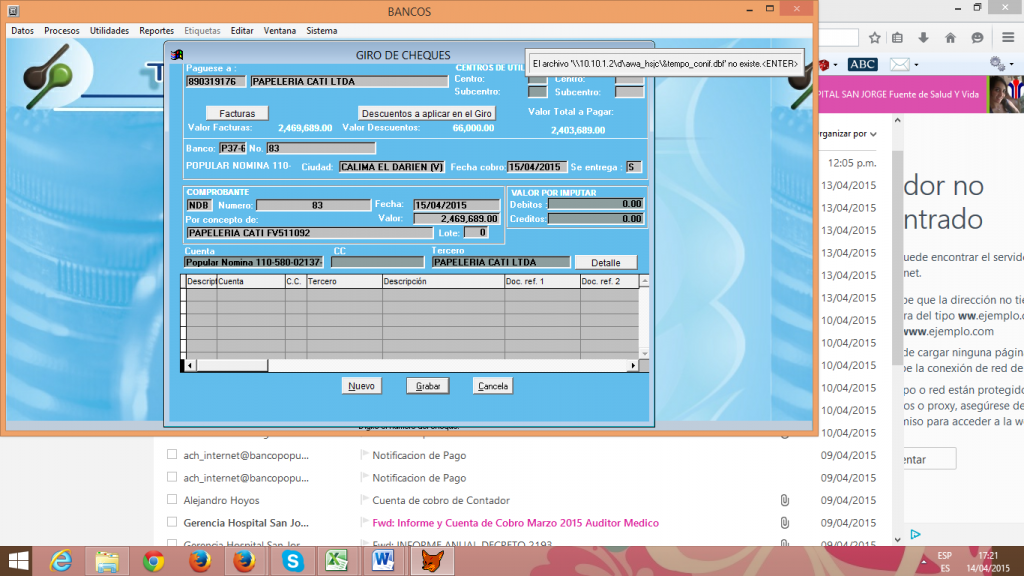 BANCOS
Datos Procesos Utilidades Reportes Etiquetas Editar Ventana Sistema
GIRO DE CHEQUES
El archivo '\\10.10.1.2\d\awa_hsjc\&tempo_conif.dbf' no existe.<ENTER>
Paguese a :
890319176 PAPELERIA CATI LTDA
CENTROS DE UTIL
Centro: Centro:
Subcentro: Subcentro:
Facturas Descuentos a aplicar en el Giro
Valor Total a Pagar:
Valor Facturas: 2,469,689.00 Valor Descuentos: 66,000.00 2,403,689.00
Banco: P37-6 No. 83
POPULAR NOMINA 110- Ciudad: CALIMA EL DARIEN (V) Fecha cobro: 15/04/2015 Se entrega : S
COMPROBANTE
NDB Numero: 83 Fecha: 15/04/2015
Por concepto de: Valor: 2,469,689.00
PAPELERIA CATI FV511092 Lote: 0
VALOR POR IMPUTAR
Debitos : 0.00
Creditos: 0.00
Cuenta CC Tercero
Popular Nomina 110-580-02137- PAPELERIA CATI LTDA Detalle
Descript Cuenta C.C. Tercero Descripción Doc. ref. 1 Doc. ref. 2
Nuevo Grabar Cancela
ABC
PITAL SAN JORGE Fuente de Salud Y Vida
rganizar por
12:05 p.m.
13/04/2015
13/04/2015
13/04/2015
13/04/2015
13/04/2015
13/04/2015
10/04/2015
10/04/2015
10/04/2015
10/04/2015
10/04/2015
10/04/2015
dor no
ntrado
uede encontrar el servido
net.
be que la dirección no tie
ra del tipo ww.ejemplo.c
www.ejemplo.com
de cargar ninguna págin
e la conexión de red de
po o red están protegido
os o proxy, asegúrese de
miso para acceder a la we
entar
ach_internet@bancopopu... Notificacion de Pago 09/04/2015
ach_internet@bancopopu... Notificacion de Pago 09/04/2015
Alejandro Hoyos Cuenta de cobro de Contador 09/04/2015
Gerencia Hospital San Jo... Fwd: Informe y Cuenta de Cobro Marzo 2015 Auditor Medico 09/04/2015
Gerencia Hospital San Jor... Fwd: INFORME ANUAL DECRETO 2193 09/04/2015
ESP 17:21
ES 14/04/2015